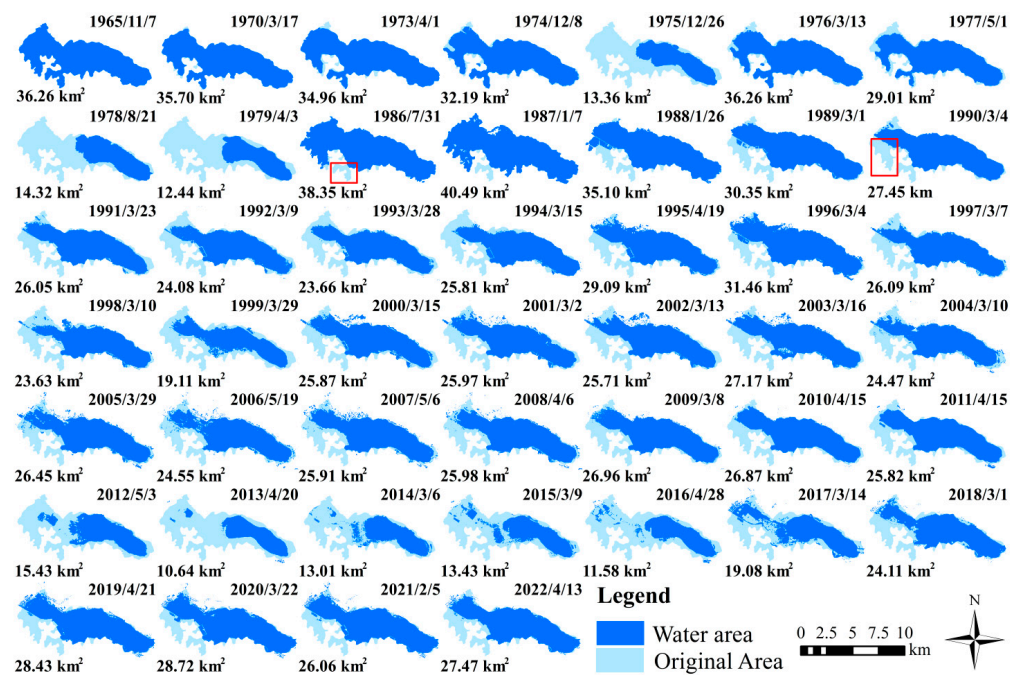 1965/11/7 1970/3/17 1973/4/1 1974/12/8 1975/12/26 1976/3/13 1977/5/1
36.26 km² 35.70 km² 34.96 km² 32.19 km² 13.36 km² 36.26 km² 29.01 km²
1978/8/21 1979/4/3 1986/7/31 1987/1/7 1988/1/26 1989/3/1 1990/3/4
14.32 km² 12.44 km² 38.35 km² 40.49 km² 35.10 km² 30.35 km² 27.45 km
1991/3/23 1992/3/9 1993/3/28 1994/3/15 1995/4/19 1996/3/4 1997/3/7
26.05 km² 24.08 km² 23.66 km² 25.81 km² 29.09 km² 31.46 km² 26.09 km²
1998/3/10 1999/3/29 2000/3/15 2001/3/2 2002/3/13 2003/3/16 2004/3/10
23.63 km² 19.11 km² 25.87 km² 25.97 km² 25.71 km² 27.17 km² 24.47 km²
2005/3/29 2006/5/19 2007/5/6 2008/4/6 2009/3/8 2010/4/15 2011/4/15
26.45 km² 24.55 km² 25.91 km² 25.98 km² 26.96 km² 26.87 km² 25.82 km²
2012/5/3 2013/4/20 2014/3/6 2015/3/9 2016/4/28 2017/3/14 2018/3/1
15.43 km² 10.64 km² 13.01 km² 13.43 km² 11.58 km² 19.08 km² 24.11 km²
2019/4/21 2020/3/22 2021/2/5 2022/4/13
28.43 km² 28.72 km² 26.06 km² 27.47 km²
Legend
Water area
Original Area
0 2.5 5 7.5 10
km
N